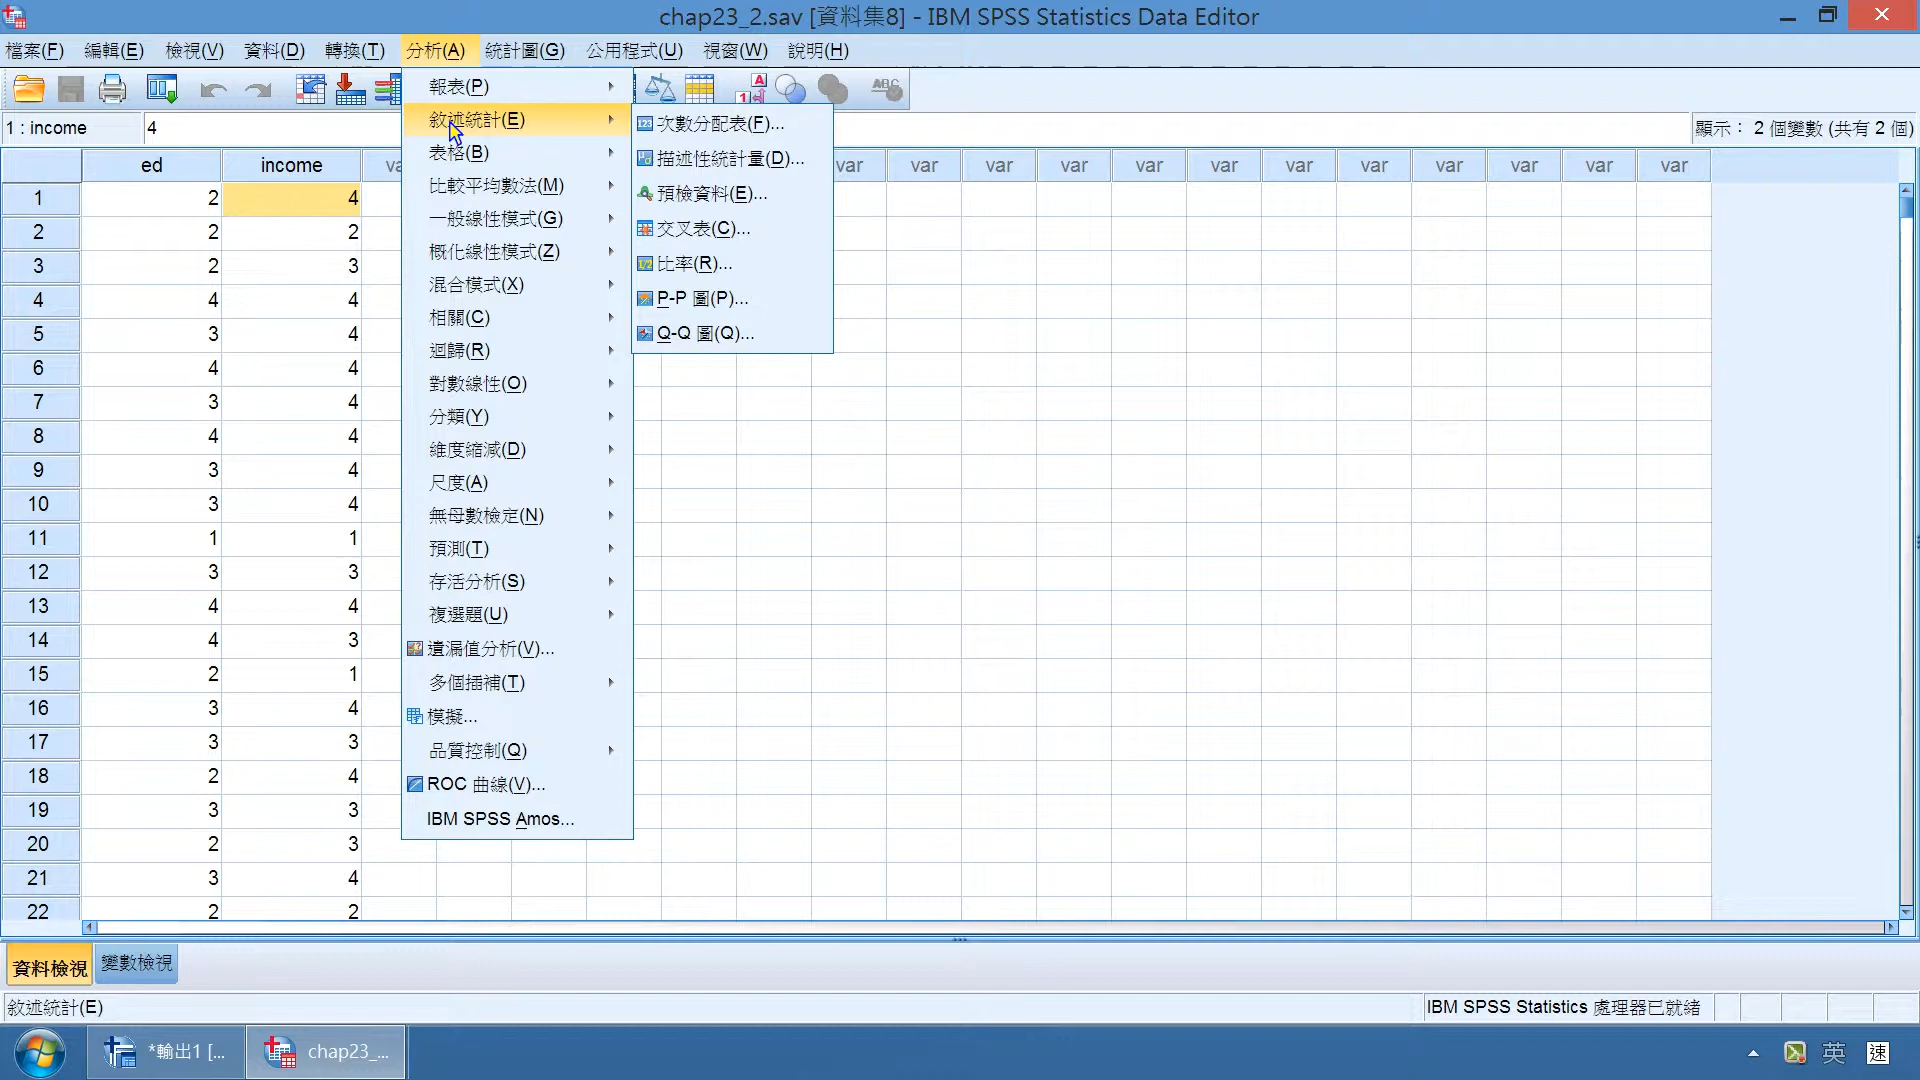 chap23_2.sav [資料集8] - IBM SPSS Statistics Data Editor
檔案(F) 編輯(E) 檢視(V) 資料(D) 轉換(T) 分析(A) 統計圖(G) 公用程式(U) 視窗(W) 說明(H)
1 : income 4
顯示： 2 個變數 (共有 2 個)
ed income va var var var var var var var var var var var var
1 2 4
2 2 2
3 2 3
4 4 4
5 3 4
6 4 4
7 3 4
8 4 4
9 3 4
10 3 4
11 1 1
12 3 3
13 4 4
14 4 3
15 2 1
16 3 4
17 3 3
18 2 4
19 3 3
20 2 3
21 3 4
22 2 2
報表(P)
敘述統計(E)
表格(B)
比較平均數法(M)
一般線性模式(G)
概化線性模式(Z)
混合模式(X)
相關(C)
迴歸(R)
對數線性(O)
分類(Y)
維度縮減(D)
尺度(A)
無母數檢定(N)
預測(T)
存活分析(S)
複選題(U)
遺漏值分析(V)...
多個插補(T)
模擬...
品質控制(Q)
ROC 曲線(V)...
IBM SPSS Amos...
次數分配表(F)...
描述性統計量(D)...
預檢資料(E)...
交叉表(C)...
比率(R)...
P-P 圖(P)...
Q-Q 圖(Q)...
資料檢視 變數檢視
敘述統計(E)
IBM SPSS Statistics 處理器已就緒
*輸出1 [... chap23_... 英 速